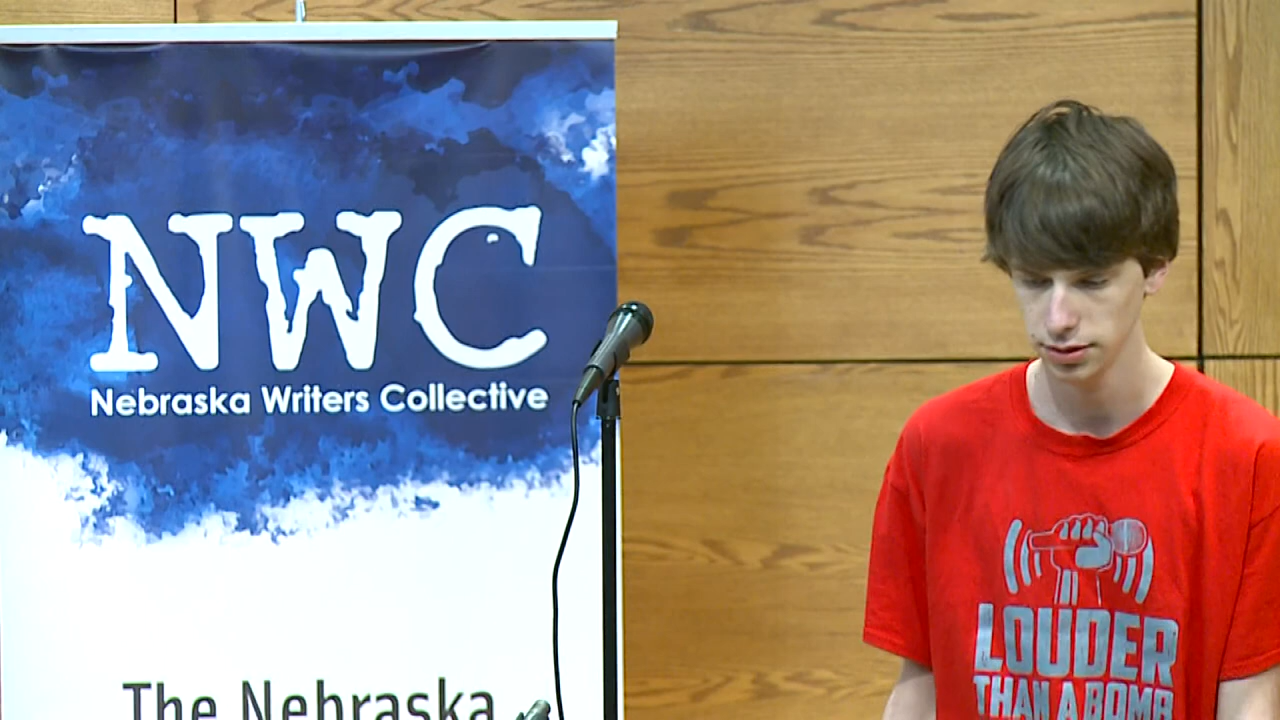 NWC
Nebraska Writers Collective
The Nebraska
LOUDER
THAN A BOMB